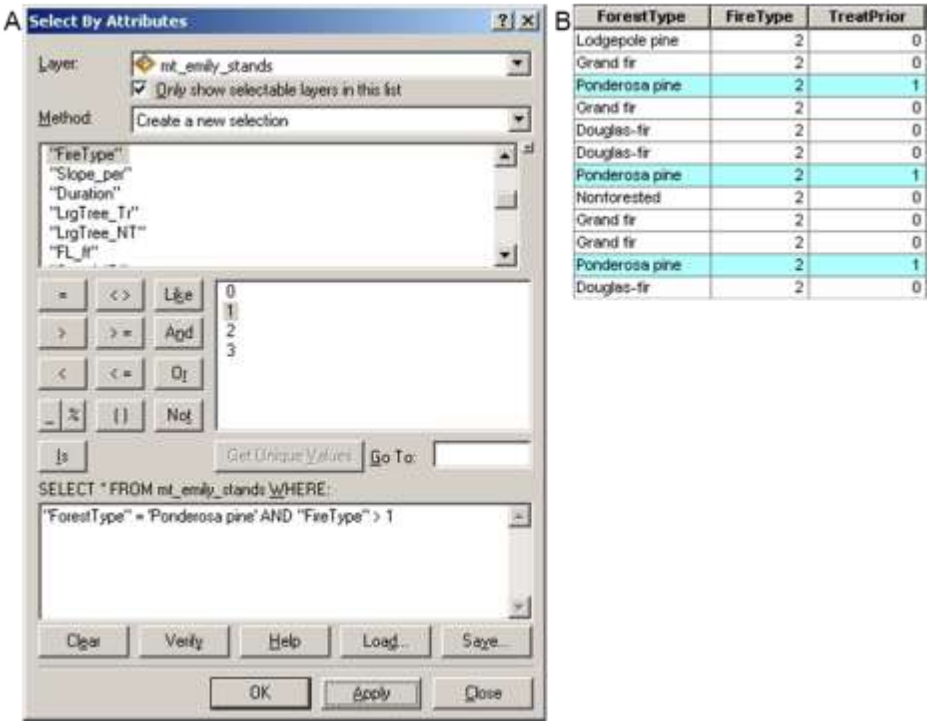 A
Select By Attributes
Layer: mt_emily_stands
Only show selectable layers in this list
Method: Create a new selection
"FireType"
"Slope_per"
"Duration"
"LrgTree_Tr"
"LrgTree_NT"
"FL_ff"
= <> Like
> >= And
< <= Or
_ % () Not
Is
0
1
2
3
Get Unique Values Go To:
SELECT * FROM mt_emily_stands WHERE:
"ForestType" = 'Ponderosa pine' AND "FireType" > 1
Clear Verify Help Load... Save...
OK Apply Close
B
ForestType FireType TreatPrior
Lodgepole pine 2 0
Grand fir 2 0
Ponderosa pine 2 1
Grand fir 2 0
Douglas-fir 2 0
Douglas-fir 2 0
Ponderosa pine 2 1
Nonforested 2 0
Grand fir 2 0
Grand fir 2 0
Ponderosa pine 2 1
Douglas-fir 2 0